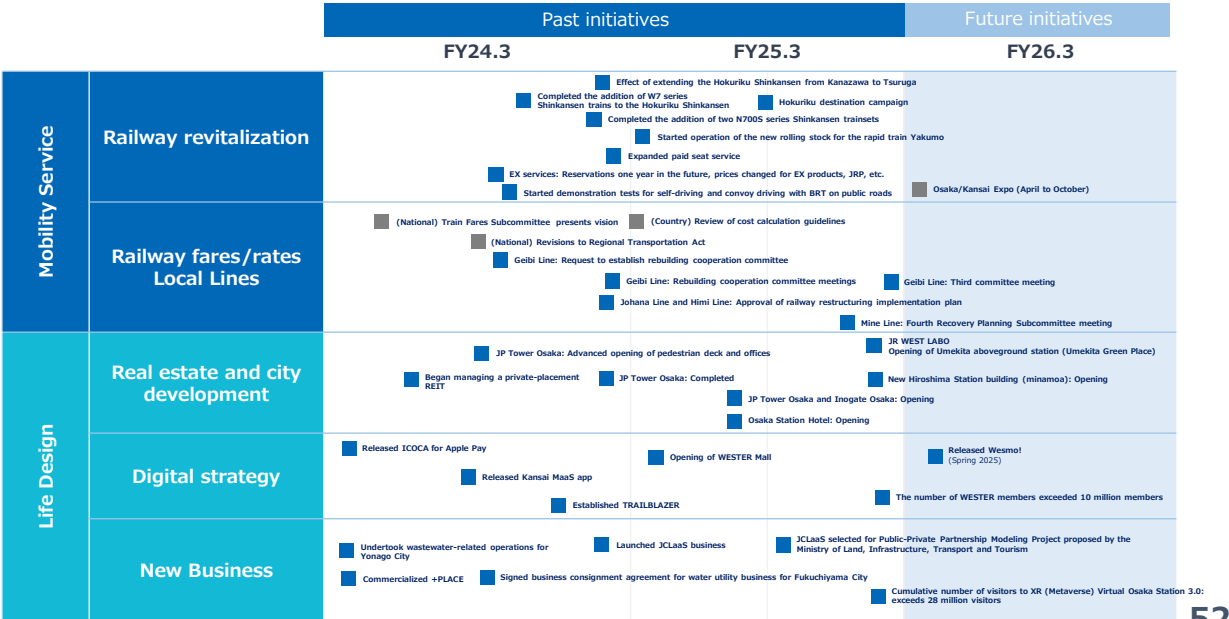 Past initiatives
Future initiatives
FY24.3
FY25.3
FY26.3
Mobility Service
Railway revitalization
Effect of extending the Hokuriku Shinkansen from Kanazawa to Tsuruga
Completed the addition of W7 series
Shinkansen trains to the Hokuriku Shinkansen
Hokuriku destination campaign
Completed the addition of two N700S series Shinkansen trainsets
Started operation of the new rolling stock for the rapid train Yakumo
Expanded paid seat service
EX services: Reservations one year in the future, prices changed for EX products, JRP, etc.
Started demonstration tests for self-driving and convoy driving with BRT on public roads
Osaka/Kansai Expo (April to October)
Railway fares/rates
Local Lines
(National) Train Fares Subcommittee presents vision
(Country) Review of cost calculation guidelines
(National) Revisions to Regional Transportation Act
Geibi Line: Request to establish rebuilding cooperation committee
Geibi Line: Rebuilding cooperation committee meetings
Geibi Line: Third committee meeting
Johana Line and Himi Line: Approval of railway restructuring implementation plan
Mine Line: Fourth Recovery Planning Subcommittee meeting
Life Design
Real estate and city
development
JR WEST LABO
Opening of Umekita aboveground station (Umekita Green Place)
JP Tower Osaka: Advanced opening of pedestrian deck and offices
Began managing a private-placement
REIT
JP Tower Osaka: Completed
New Hiroshima Station building (minamoa): Opening
JP Tower Osaka and Inogate Osaka: Opening
Osaka Station Hotel: Opening
Digital strategy
Released ICOCA for Apple Pay
Opening of WESTER Mall
Released Wesmo!
(Spring 2025)
Released Kansai MaaS app
The number of WESTER members exceeded 10 million members
Established TRAILBLAZER
New Business
Undertook wastewater-related operations for
Yonago City
Launched JCLaaS business
JCLaaS selected for Public-Private Partnership Modeling Project proposed by the
Ministry of Land, Infrastructure, Transport and Tourism
Commercialized +PLACE
Signed business consignment agreement for water utility business for Fukuchiyama City
Cumulative number of visitors to XR (Metaverse) Virtual Osaka Station 3.0:
exceeds 28 million visitors
52